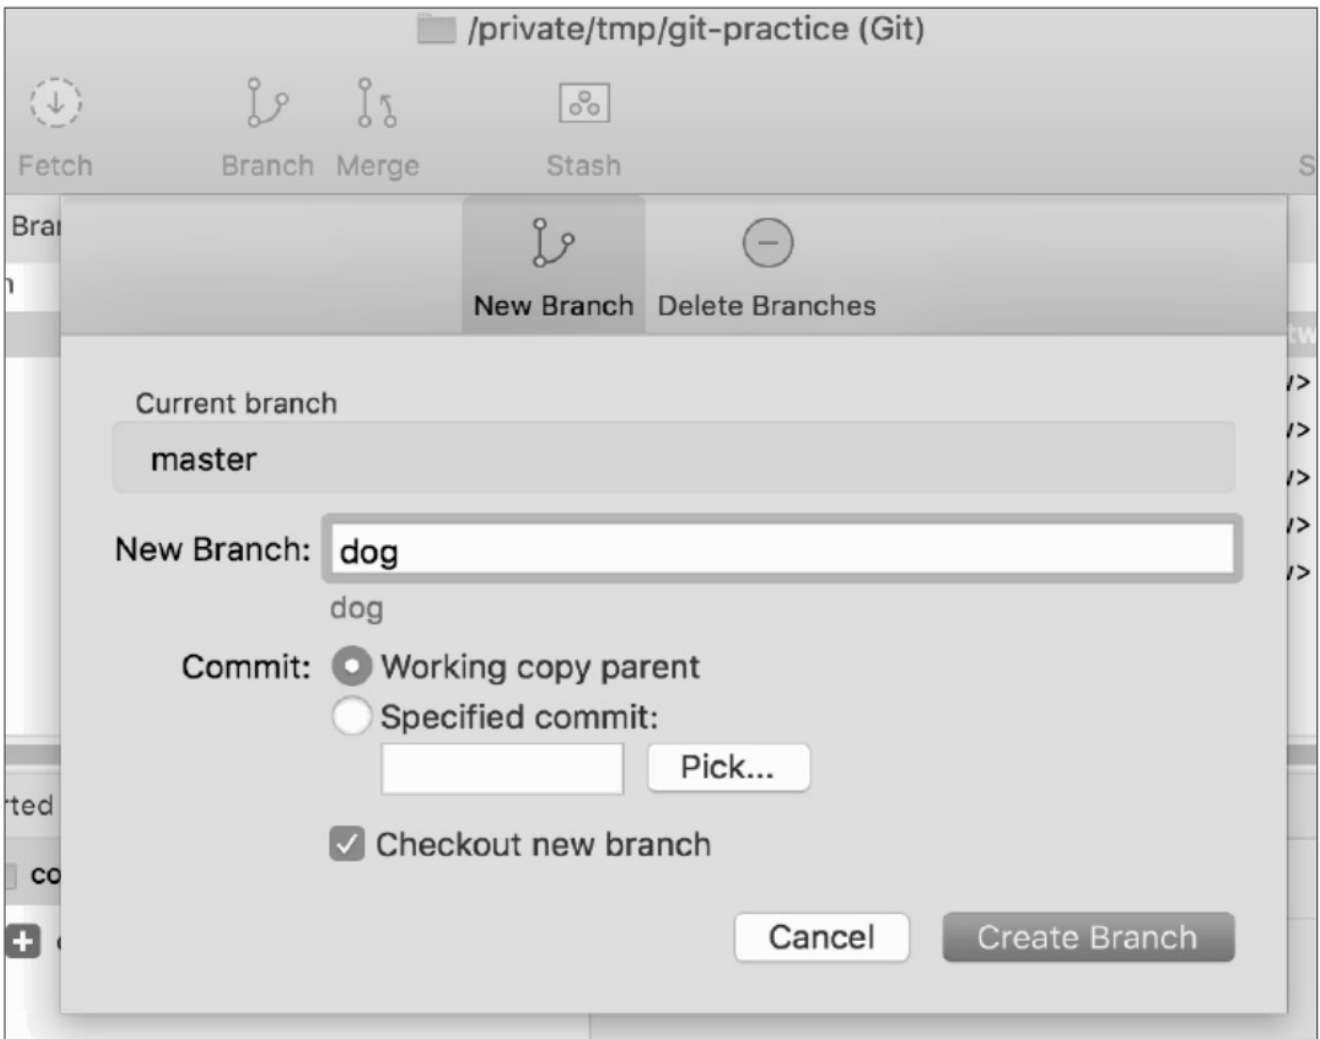 /private/tmp/git-practice (Git)
Fetch Branch Merge Stash S
New Branch Delete Branches
Current branch
master
New Branch: dog
dog
Commit: Working copy parent
Specified commit:
Pick...
Checkout new branch
Cancel Create Branch